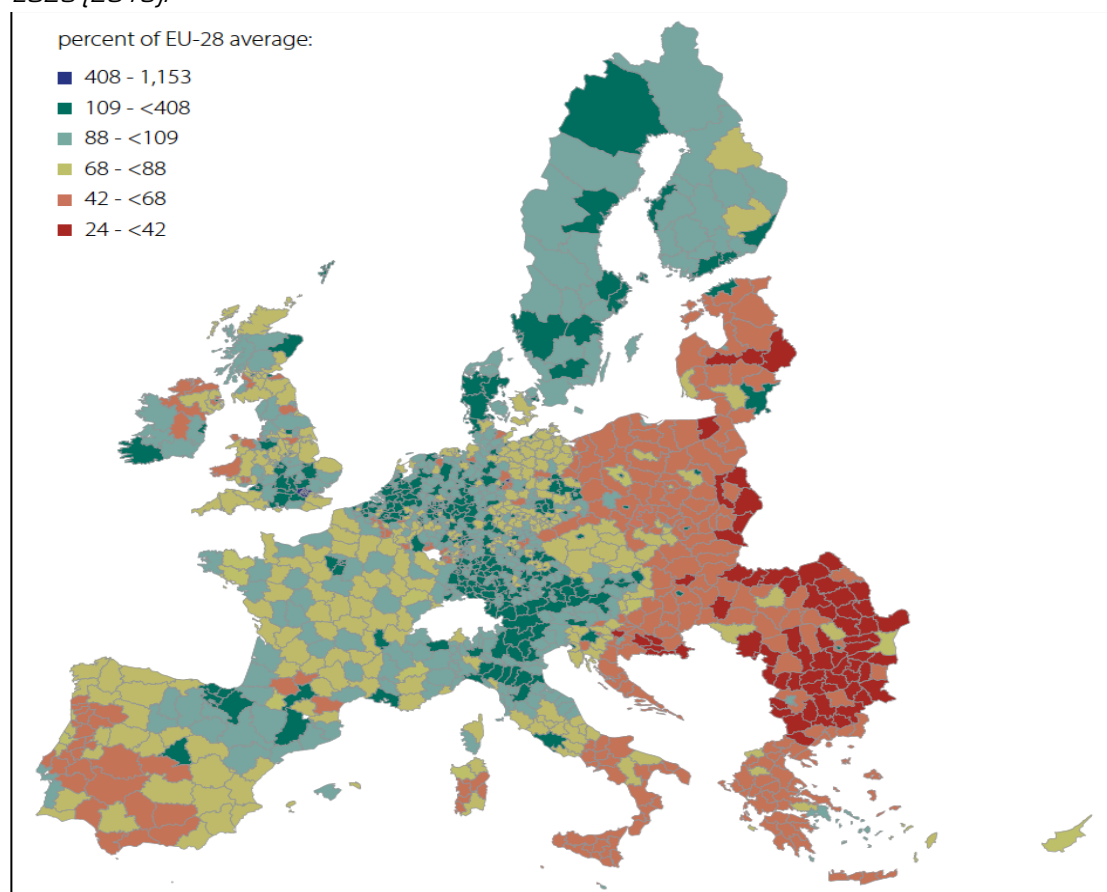 percent of EU-28 average:
408 - 1,153
109 - <408
88 - <109
68 - <88
42 - <68
24 - <42